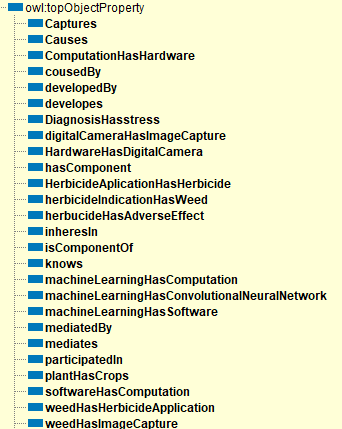 owl:topObjectProperty
Captures
Causes
ComputationHasHardware
cousedBy
developedBy
developes
DiagnosisHasstress
digitalCameraHasImageCapture
HardwareHasDigitalCamera
hasComponent
HerbicideAplicationHasHerbicide
herbicideIndicationHasWeed
herbucideHasAdverseEffect
inheresIn
isComponentOf
knows
machineLearningHasComputation
machineLearningHasConvolutionalNeuralNetwork
machineLearningHasSoftware
mediatedBy
mediates
participatedIn
plantHasCrops
softwareHasComputation
weedHasHerbicideApplication
weedHasImageCapture